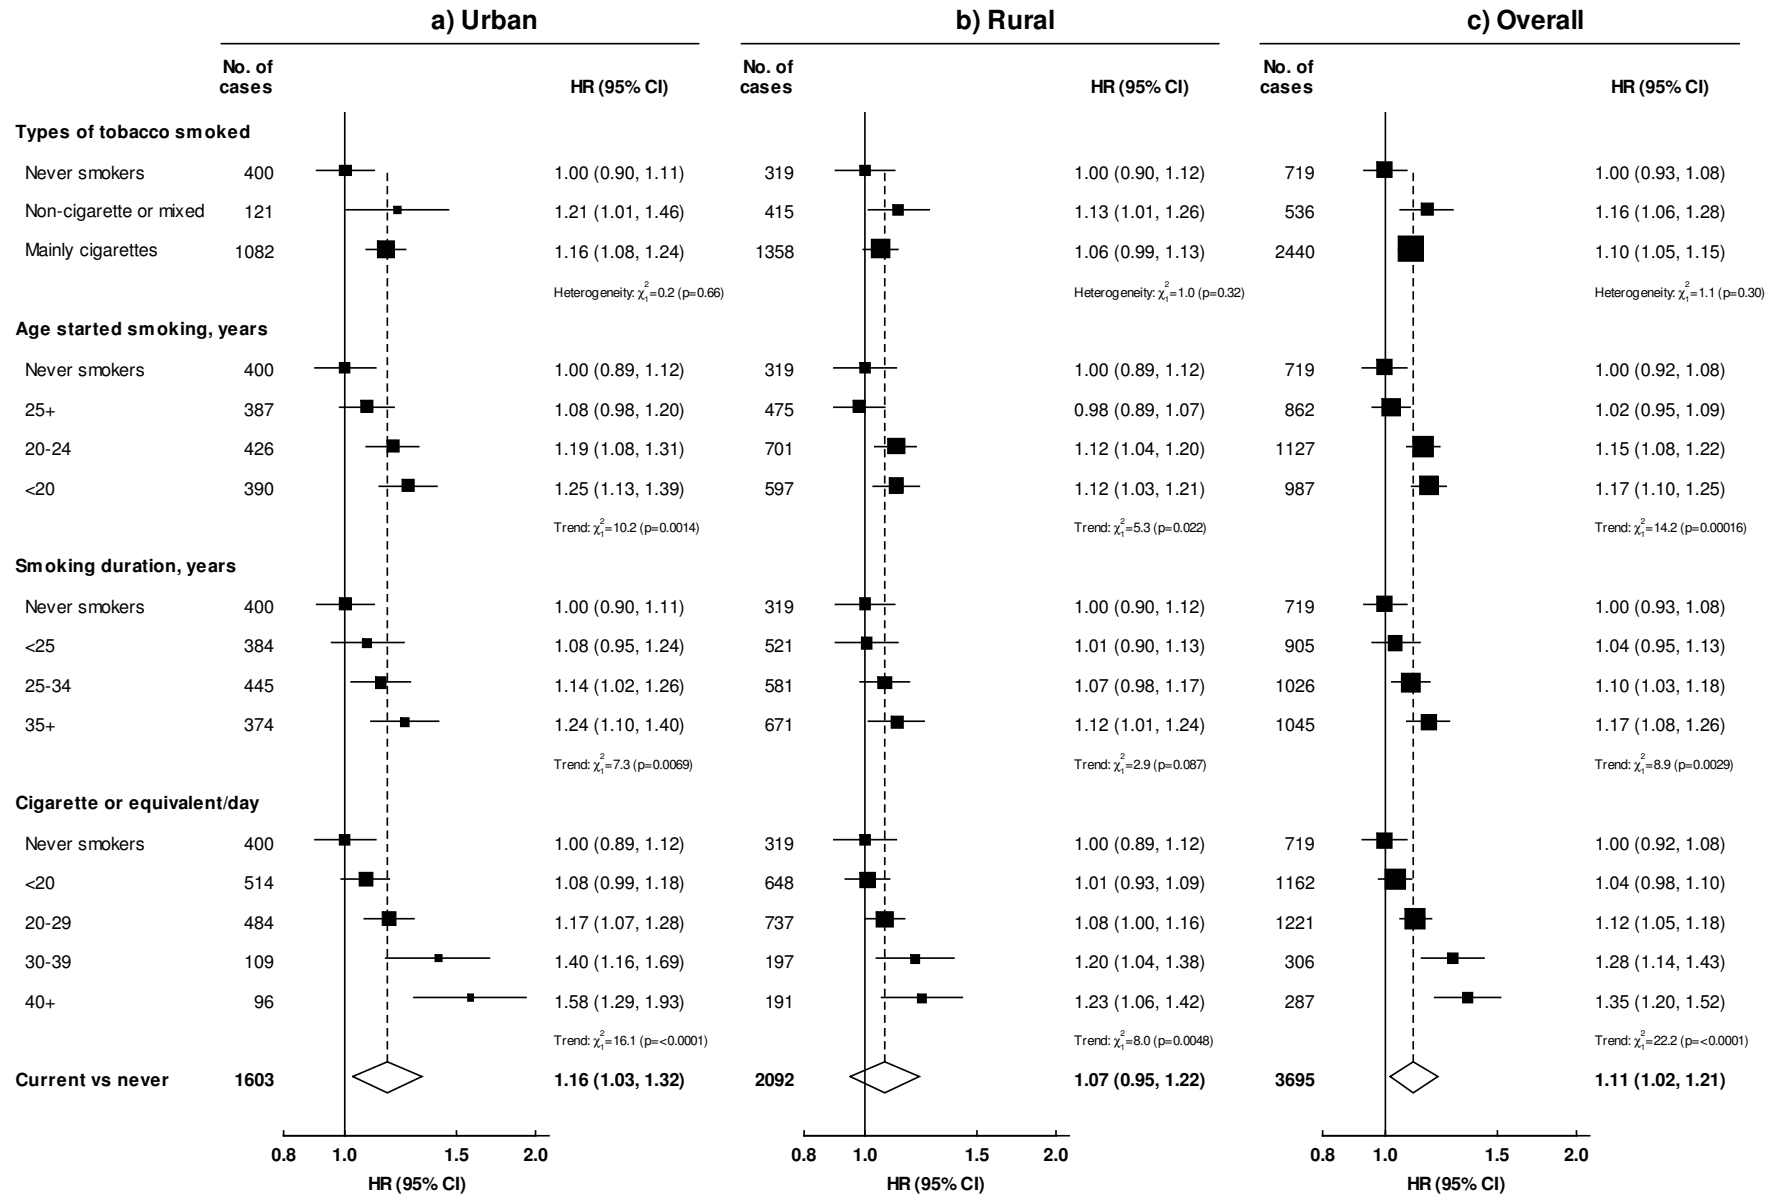 a) Urban b) Rural c) Overall
No. of cases HR (95% CI) No. of cases HR (95% CI) No. of cases HR (95% CI)
Types of tobacco smoked
Never smokers 400 1.00 (0.90, 1.11) 319 1.00 (0.90, 1.12) 719 1.00 (0.93, 1.08)
Non-cigarette or mixed 121 1.21 (1.01, 1.46) 415 1.13 (1.01, 1.26) 536 1.16 (1.06, 1.28)
Mainly cigarettes 1082 1.16 (1.08, 1.24) 1358 1.06 (0.99, 1.13) 2440 1.10 (1.05, 1.15)
Heterogeneity: χ²₁=0.2 (p=0.66) Heterogeneity: χ²₁=1.0 (p=0.32) Heterogeneity: χ²₁=1.1 (p=0.30)
Age started smoking, years
Never smokers 400 1.00 (0.89, 1.12) 319 1.00 (0.89, 1.12) 719 1.00 (0.92, 1.08)
25+ 387 1.08 (0.98, 1.20) 475 0.98 (0.89, 1.07) 862 1.02 (0.95, 1.09)
20-24 426 1.19 (1.08, 1.31) 701 1.12 (1.04, 1.20) 1127 1.15 (1.08, 1.22)
<20 390 1.25 (1.13, 1.39) 597 1.12 (1.03, 1.21) 987 1.17 (1.10, 1.25)
Trend: χ²₁=10.2 (p=0.0014) Trend: χ²₁=5.3 (p=0.022) Trend: χ²₁=14.2 (p=0.00016)
Smoking duration, years
Never smokers 400 1.00 (0.90, 1.11) 319 1.00 (0.90, 1.12) 719 1.00 (0.93, 1.08)
<25 384 1.08 (0.95, 1.24) 521 1.01 (0.90, 1.13) 905 1.04 (0.95, 1.13)
25-34 445 1.14 (1.02, 1.26) 581 1.07 (0.98, 1.17) 1026 1.10 (1.03, 1.18)
35+ 374 1.24 (1.10, 1.40) 671 1.12 (1.01, 1.24) 1045 1.17 (1.08, 1.26)
Trend: χ²₁=7.3 (p=0.0069) Trend: χ²₁=2.9 (p=0.087) Trend: χ²₁=8.9 (p=0.0029)
Cigarette or equivalent/day
Never smokers 400 1.00 (0.89, 1.12) 319 1.00 (0.89, 1.12) 719 1.00 (0.92, 1.08)
<20 514 1.08 (0.99, 1.18) 648 1.01 (0.93, 1.09) 1162 1.04 (0.98, 1.10)
20-29 484 1.17 (1.07, 1.28) 737 1.08 (1.00, 1.16) 1221 1.12 (1.05, 1.18)
30-39 109 1.40 (1.16, 1.69) 197 1.20 (1.04, 1.38) 306 1.28 (1.14, 1.43)
40+ 96 1.58 (1.29, 1.93) 191 1.23 (1.06, 1.42) 287 1.35 (1.20, 1.52)
Trend: χ²₁=16.1 (p=<0.0001) Trend: χ²₁=8.0 (p=0.0048) Trend: χ²₁=22.2 (p=<0.0001)
Current vs never 1603 1.16 (1.03, 1.32) 2092 1.07 (0.95, 1.22) 3695 1.11 (1.02, 1.21)
0.8 1.0 1.5 2.0 0.8 1.0 1.5 2.0 0.8 1.0 1.5 2.0
HR (95% CI) HR (95% CI) HR (95% CI)